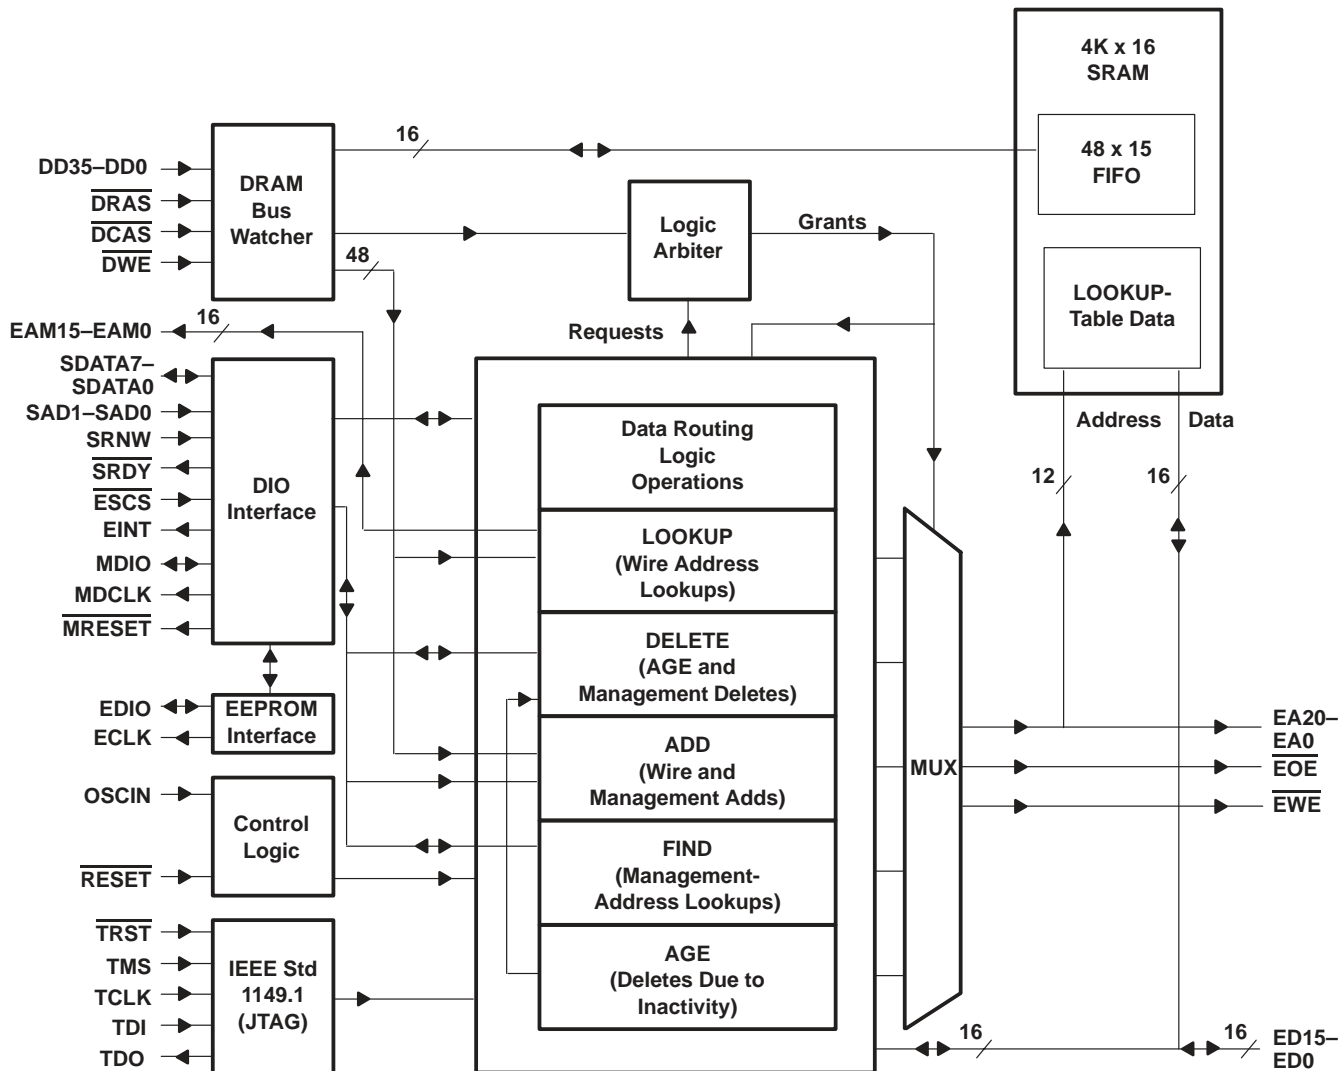 4K x 16
SRAM
48 x 15
FIFO
LOOKUP-
Table Data
Address
Data
12
16
DD35–DD0
DRAS
DCAS
DWE
DRAM
Bus
Watcher
16
48
Logic
Arbiter
Grants
Requests
EAM15–EAM0
16
SDATA7–
SDATA0
SAD1–SAD0
SRNW
SRDY
ESCS
EINT
MDIO
MDCLK
MRESET
DIO
Interface
EDIO
ECLK
EEPROM
Interface
OSCIN
RESET
Control
Logic
TRST
TMS
TCLK
TDI
TDO
IEEE Std
1149.1
(JTAG)
Data Routing
Logic
Operations
LOOKUP
(Wire Address
Lookups)
DELETE
(AGE and
Management Deletes)
ADD
(Wire and
Management Adds)
FIND
(Management-
Address Lookups)
AGE
(Deletes Due to
Inactivity)
MUX
EA20–
EA0
EOE
EWE
16
16
ED15–
ED0